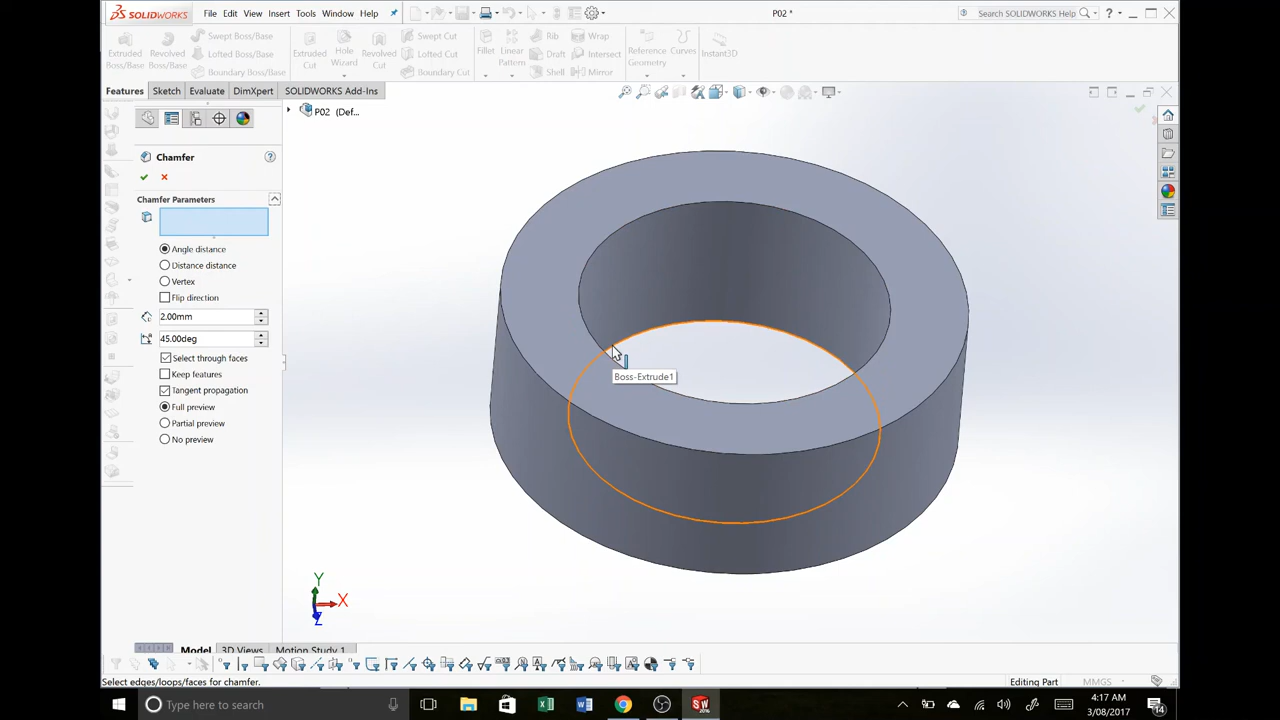 SOLIDWORKS File Edit View Insert Tools Window Help P02 * Search SOLIDWORKS Help
Extruded Boss/Base
Revolved Boss/Base
Swept Boss/Base
Lofted Boss/Base
Boundary Boss/Base
Extruded Cut
Hole Wizard
Revolved Cut
Swept Cut
Lofted Cut
Boundary Cut
Fillet
Linear Pattern
Rib
Draft
Shell
Wrap
Intersect
Mirror
Reference Geometry
Curves
Instant3D
Features Sketch Evaluate DimXpert SOLIDWORKS Add-Ins
P02 (Def...
Chamfer
Chamfer Parameters
Angle distance
Distance distance
Vertex
Flip direction
2.00mm
45.00deg
Select through faces
Keep features
Tangent propagation
Full preview
Partial preview
No preview
Boss-Extrude1
Y
X
Z
Model 3D Views Motion Study 1
Select edges/loops/faces for chamfer. Editing Part MMGS
Type here to search
4:17 AM
3/08/2017
14